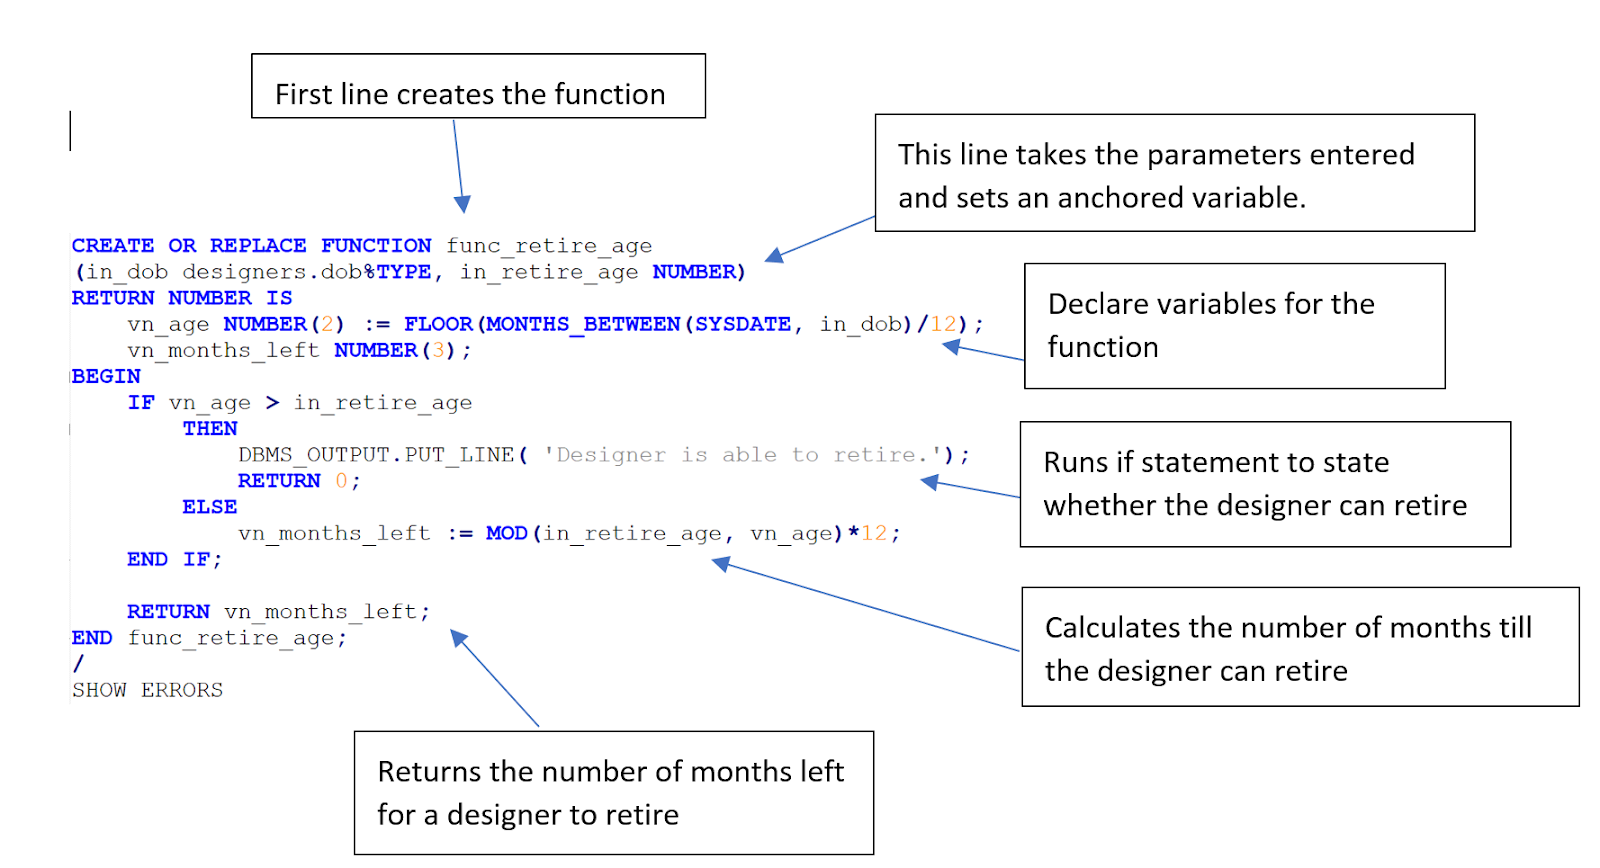 First line creates the function
This line takes the parameters entered
and sets an anchored variable.
CREATE OR REPLACE FUNCTION func_retire_age
(in_dob designers.dob%TYPE, in_retire_age NUMBER)
RETURN NUMBER IS
vn_age NUMBER(2) := FLOOR(MONTHS_BETWEEN(SYSDATE, in_dob)/12);
vn_months_left NUMBER(3);
Declare variables for the
function
BEGIN
IF vn_age > in_retire_age
THEN
DBMS_OUTPUT.PUT_LINE( 'Designer is able to retire.');
RETURN 0;
Runs if statement to state
whether the designer can retire
ELSE
vn_months_left := MOD(in_retire_age, vn_age)*12;
END IF;
Calculates the number of months till
the designer can retire
RETURN vn_months_left;
END func_retire_age;
/
SHOW ERRORS
Returns the number of months left
for a designer to retire